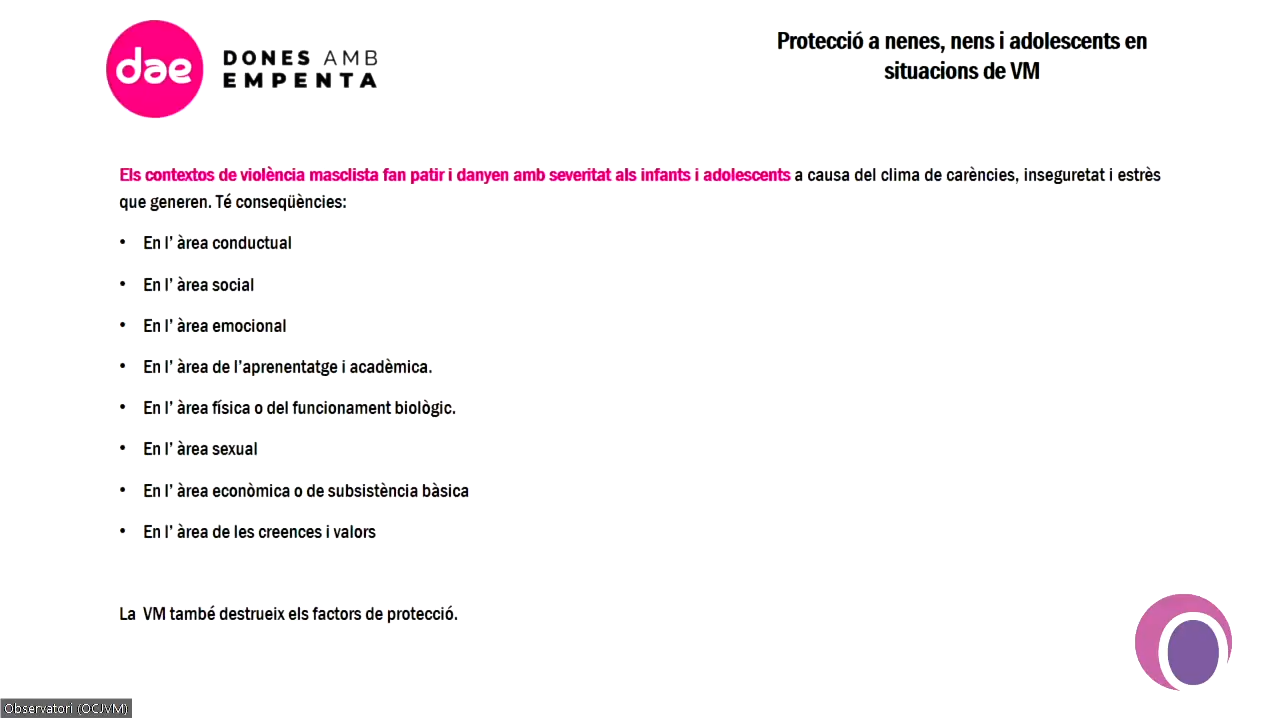 dae
DONES AMB
EMPENTA
Protecció a nenes, nens i adolescents en
situacions de VM
Els contextos de violència masclista fan patir i danyen amb severitat als infants i adolescents a causa del clima de carències, inseguretat i estrès
que generen. Té conseqüències:
• En l’ àrea conductual
• En l’ àrea social
• En l’ àrea emocional
• En l’ àrea de l’aprenentatge i acadèmica.
• En l’ àrea física o del funcionament biològic.
• En l’ àrea sexual
• En l’ àrea econòmica o de subsistència bàsica
• En l’ àrea de les creences i valors
La VM també destrueix els factors de protecció.
Observatori (OCJVM)